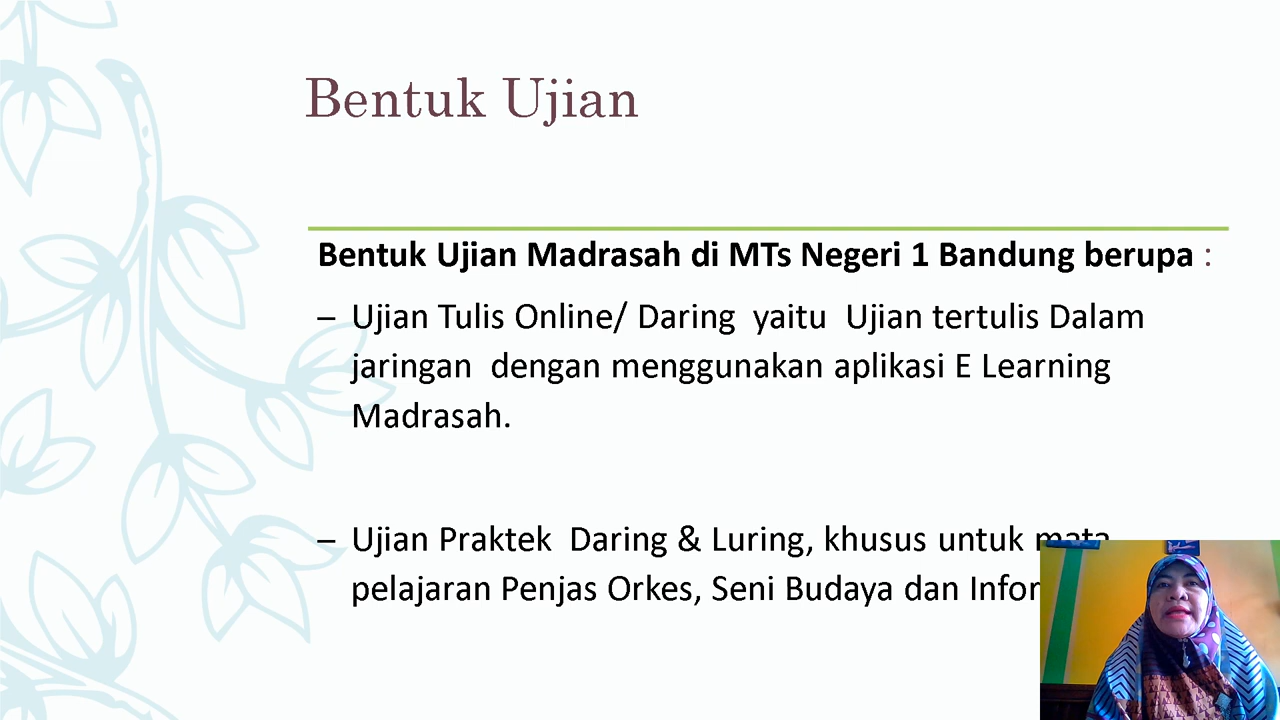 Bentuk Ujian
Bentuk Ujian Madrasah di MTs Negeri 1 Bandung berupa :
– Ujian Tulis Online/ Daring yaitu Ujian tertulis Dalam
jaringan dengan menggunakan aplikasi E Learning
Madrasah.
– Ujian Praktek Daring & Luring, khusus untuk mata
pelajaran Penjas Orkes, Seni Budaya dan